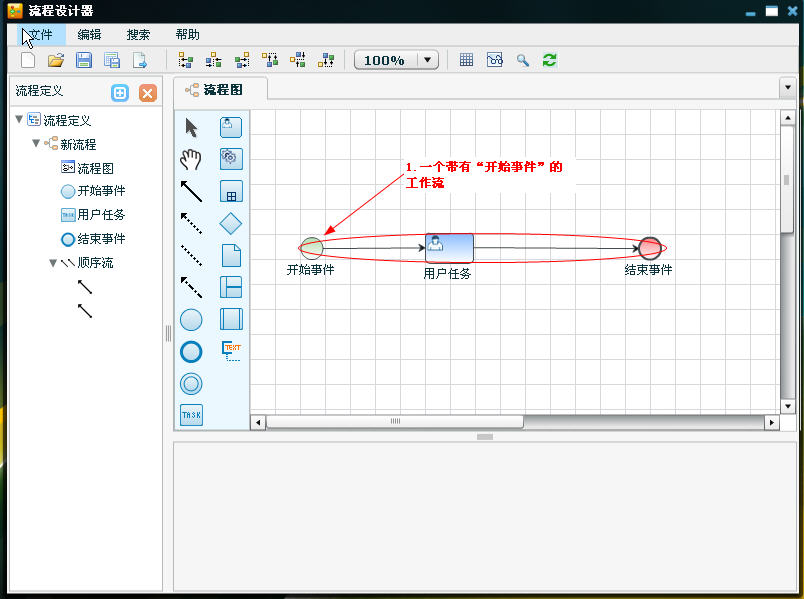 流程设计器
文件 编辑 搜索 帮助
100%
流程定义
流程图
流程定义
新流程
流程图
开始事件
用户任务
结束事件
顺序流
TASK
TEXT
TASK
1.一个带有“开始事件”的
工作流
开始事件
用户任务
结束事件